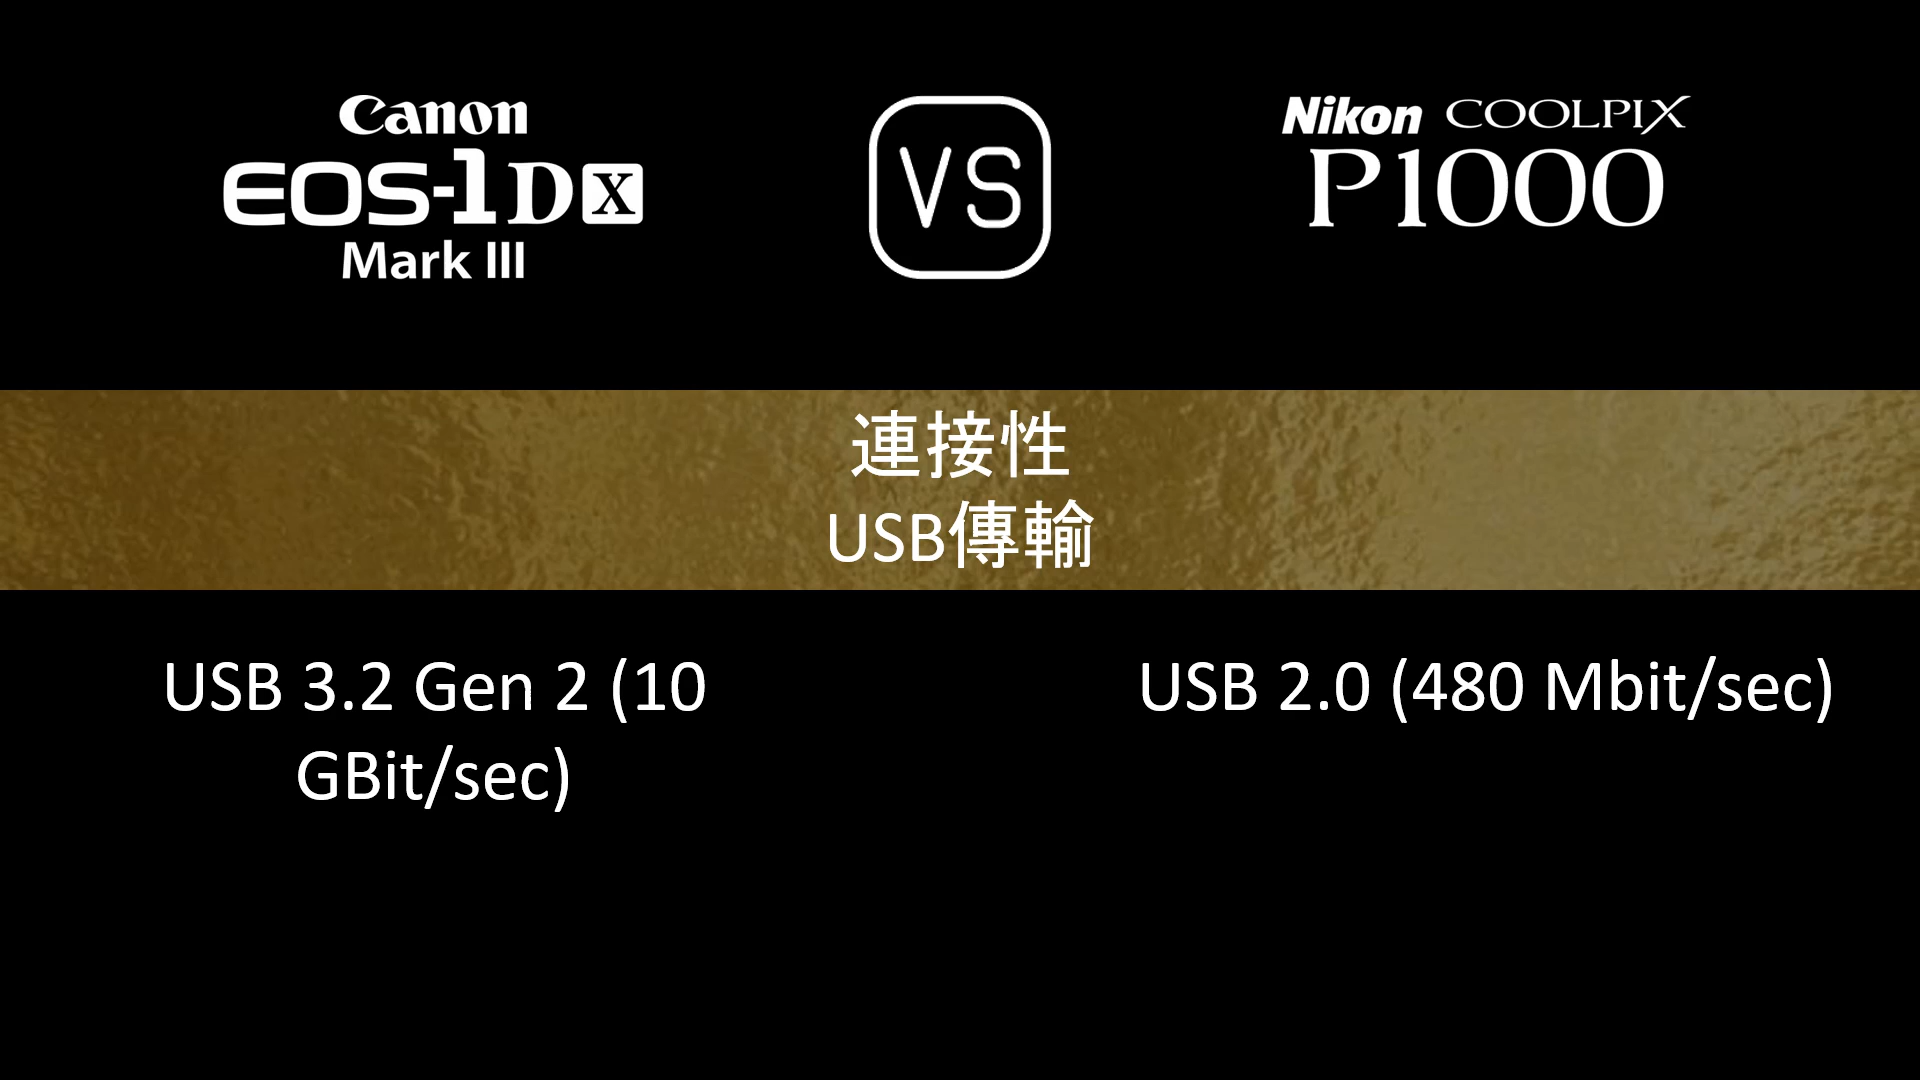 Canon
EOS-1D X
Mark III
VS
Nikon COOLPIX
P1000
連接性
USB傳輸
USB 3.2 Gen 2 (10
GBit/sec)
USB 2.0 (480 Mbit/sec)